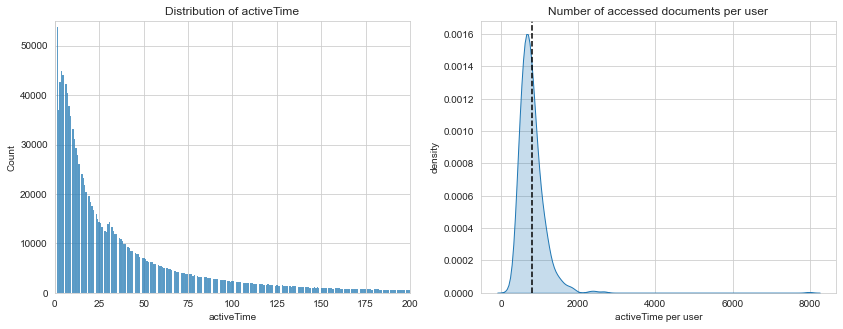 Distribution of activeTime
50000
40000
30000
20000
10000
0
Count
0 25 50 75 100 125 150 175 200
activeTime
Number of accessed documents per user
0.0016
0.0014
0.0012
0.0010
0.0008
0.0006
0.0004
0.0002
0.0000
density
0 2000 4000 6000 8000
activeTime per user